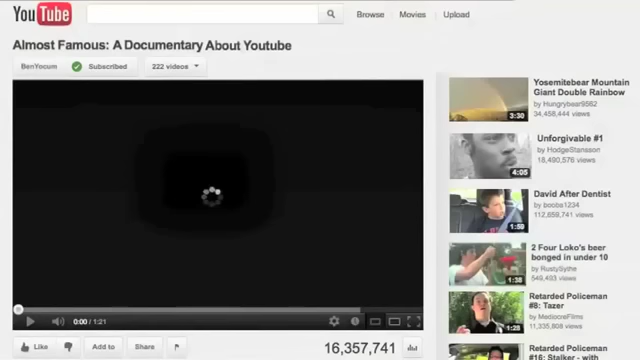 YouTube
Browse Movies Upload
Almost Famous: A Documentary About Youtube
BenYocum Subscribed 222 videos
Yosemitebear Mountain
Giant Double Rainbow
by Hungrybear9562
34,458,444 views
3:30
Unforgivable #1
by HodgeStansson
18,490,576 views
4:05
David After Dentist
by booba1234
112,659,741 views
1:59
2 Four Loko's beer
bonged in under 10
by RustySythe
549,493 views
1:38
Retarded Policeman
#8: Tazer
by MediocreFilms
11,335,808 views
1:28
Retarded Policeman
#16: Stalker - with
0:00 / 1:21
Like Add to Share 16,357,741